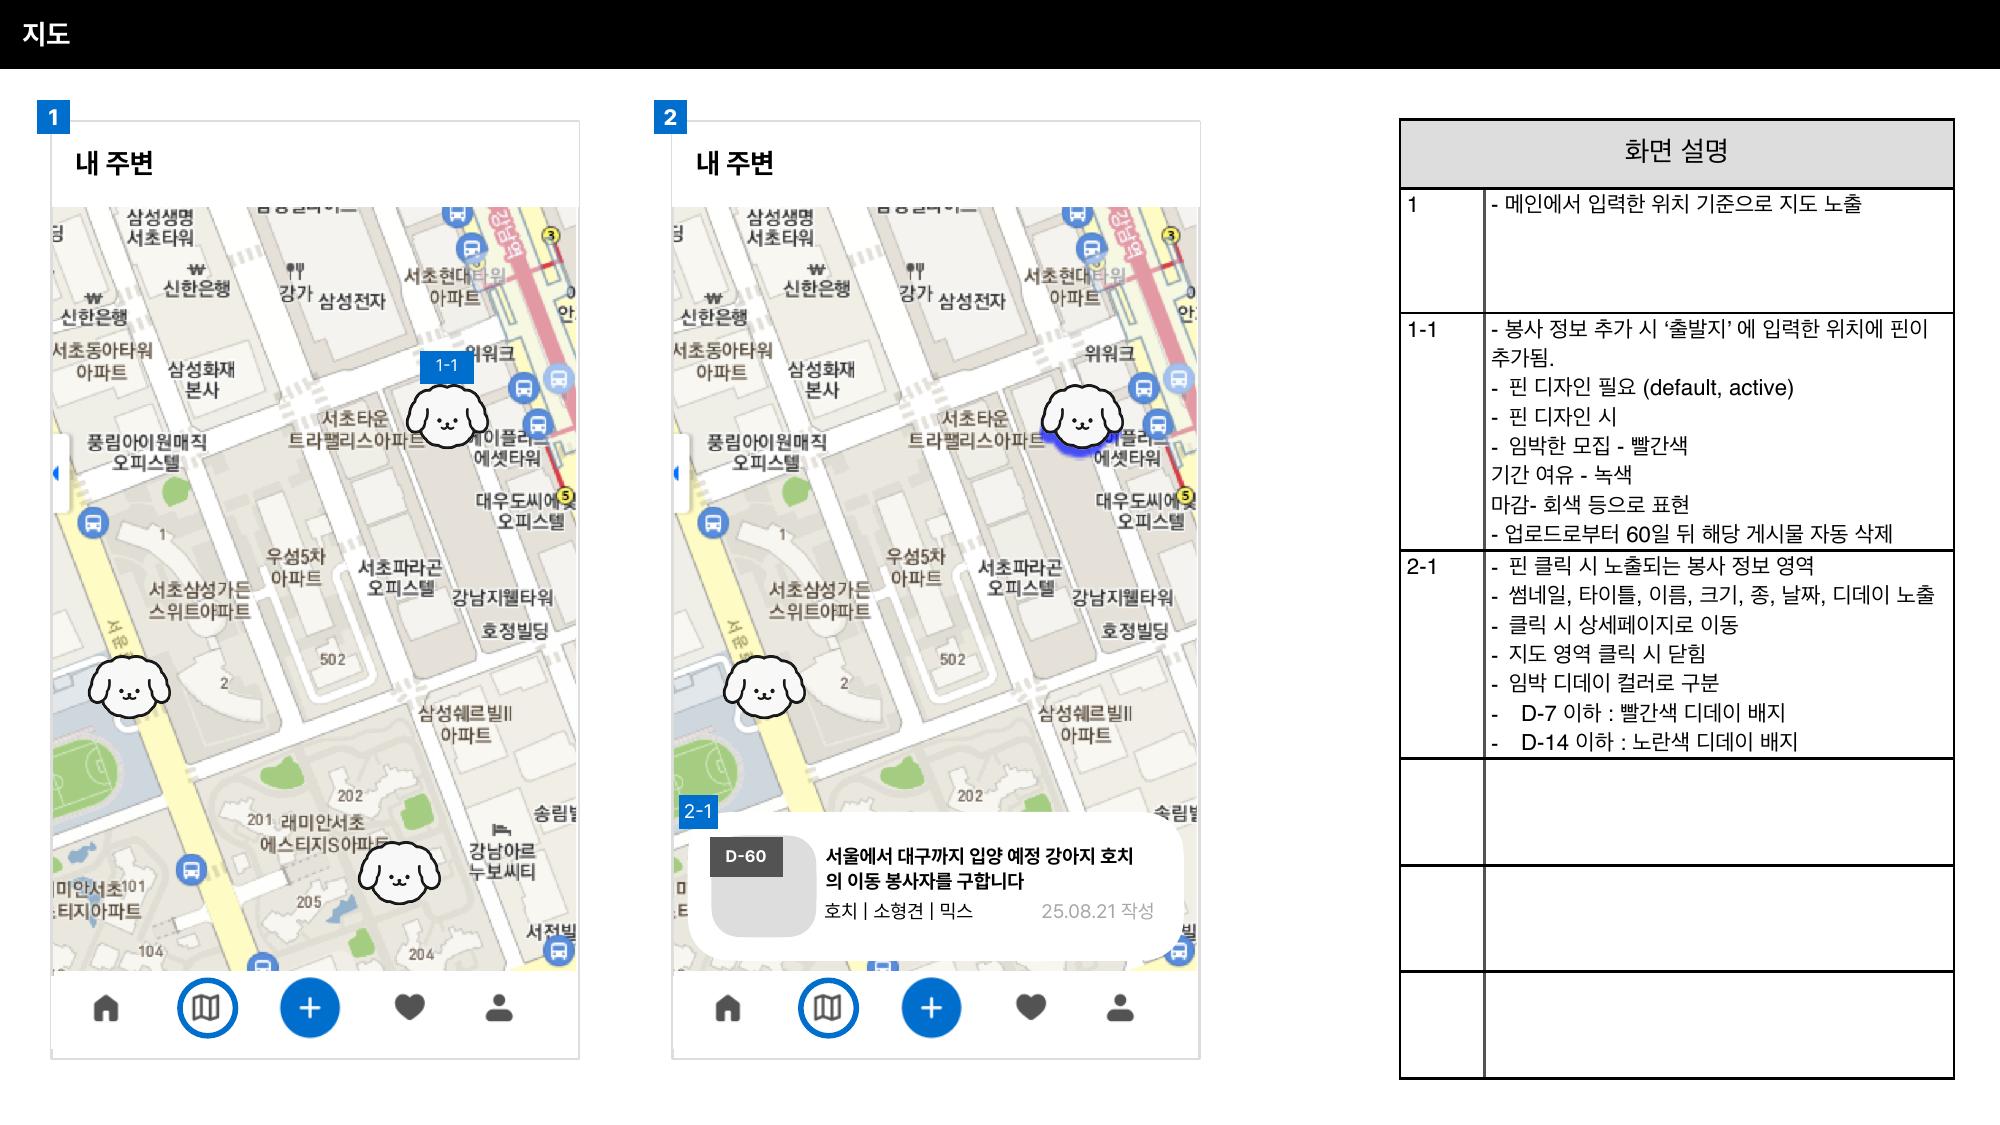 지도
1
내 주변
삼성생명
서초타워
신한은행
강가
삼성전자
서초현대타워
아파트
강남역
3
신한은행
서초동아타워
아파트
삼성화재
본사
위워크
1-1
서초타운
트라팰리스아파트
에이플러스
에셋타워
풍림아이원매직
오피스텔
5
대우도씨에빛
오피스텔
1
우성5차
아파트
서초파라곤
오피스텔
서초삼성가든
스위트아파트
강남지웰타워
호정빌딩
502
2
삼성쉐르빌II
아파트
202
201 래미안서초
에스티지S아파트
송림빌
강남아르
누보씨티
미안서초101
티지아파트
205
서전빌
104
204
2
내 주변
삼성생명
서초타워
신한은행
강가
삼성전자
서초현대타워
아파트
강남역
3
신한은행
서초동아타워
아파트
삼성화재
본사
위워크
서초타운
트라팰리스아파트
이플러스
에셋타워
풍림아이원매직
오피스텔
5
대우도씨에빛
오피스텔
1
우성5차
아파트
서초파라곤
오피스텔
서초삼성가든
스위트아파트
강남지웰타워
호정빌딩
502
2
삼성쉐르빌II
아파트
202
2-1
송림빌
D-60
서울에서 대구까지 입양 예정 강아지 호치
의 이동 봉사자를 구합니다
호치 | 소형견 | 믹스
25.08.21 작성
화면 설명
1
- 메인에서 입력한 위치 기준으로 지도 노출
1-1
- 봉사 정보 추가 시 ‘출발지’ 에 입력한 위치에 핀이
추가됨.
- 핀 디자인 필요 (default, active)
- 핀 디자인 시
- 임박한 모집 - 빨간색
기간 여유 - 녹색
마감- 회색 등으로 표현
- 업로드로부터 60일 뒤 해당 게시물 자동 삭제
2-1
- 핀 클릭 시 노출되는 봉사 정보 영역
- 썸네일, 타이틀, 이름, 크기, 종, 날짜, 디데이 노출
- 클릭 시 상세페이지로 이동
- 지도 영역 클릭 시 닫힘
- 임박 디데이 컬러로 구분
- D-7 이하 : 빨간색 디데이 배지
- D-14 이하 : 노란색 디데이 배지